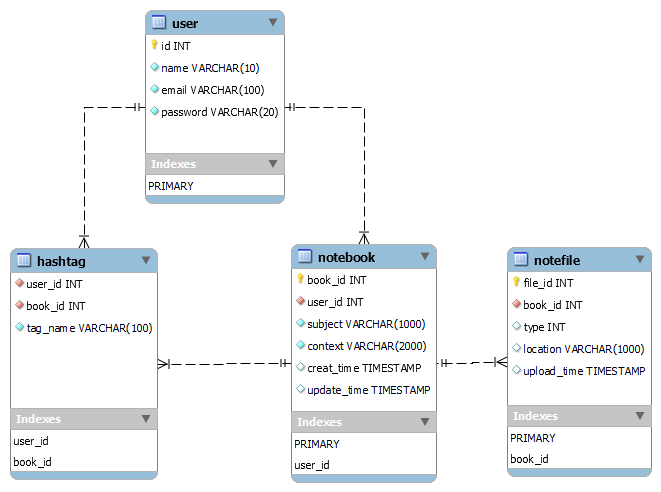 user
id INT
name VARCHAR(10)
email VARCHAR(100)
password VARCHAR(20)
Indexes
PRIMARY
hashtag
user_id INT
book_id INT
tag_name VARCHAR(100)
Indexes
user_id
book_id
notebook
book_id INT
user_id INT
subject VARCHAR(1000)
context VARCHAR(2000)
creat_time TIMESTAMP
update_time TIMESTAMP
Indexes
PRIMARY
user_id
notefile
file_id INT
book_id INT
type INT
location VARCHAR(1000)
upload_time TIMESTAMP
Indexes
PRIMARY
book_id